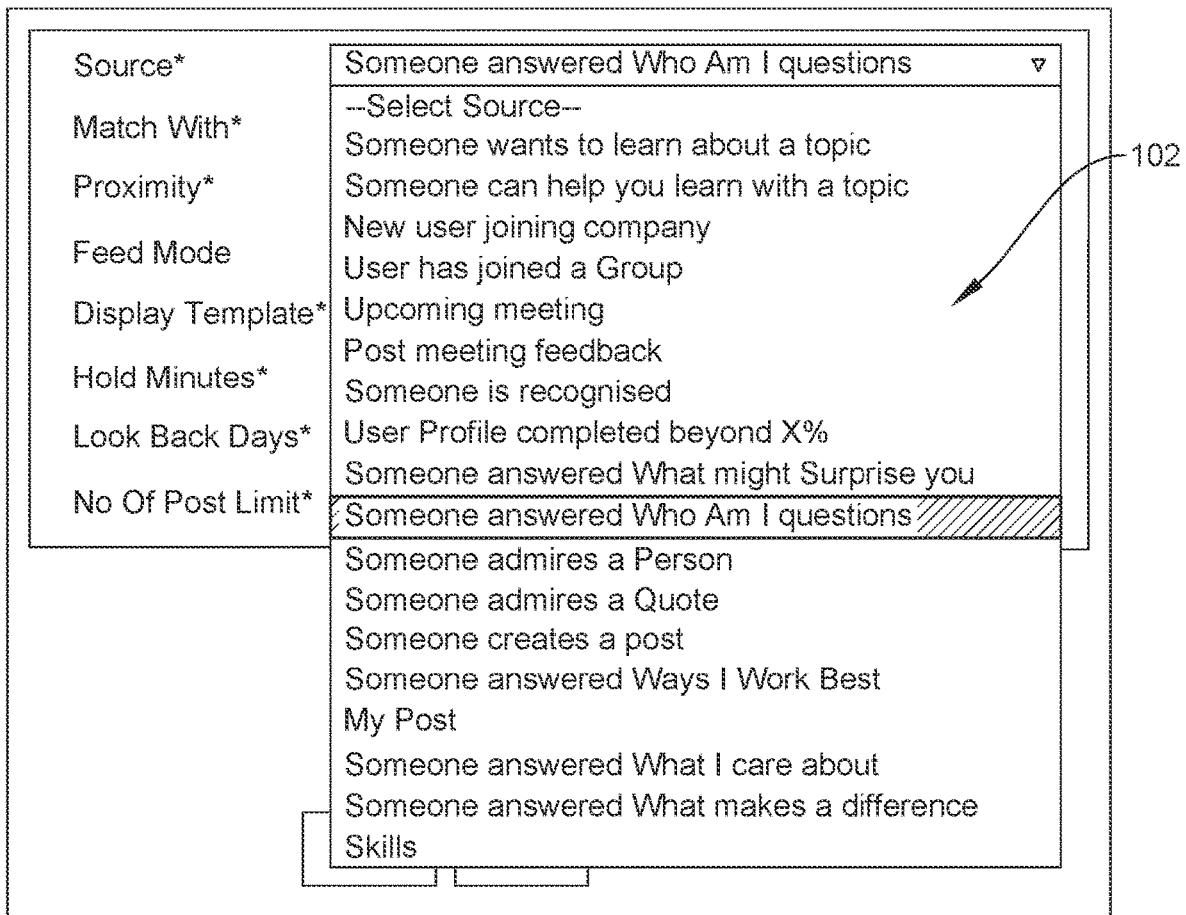 Source*
Someone answered Who Am I questions
--Select Source--
Match With*
Someone wants to learn about a topic
102
Proximity*
Someone can help you learn with a topic
New user joining company
Feed Mode
User has joined a Group
Display Template*
Upcoming meeting
Post meeting feedback
Hold Minutes*
Someone is recognised
Look Back Days*
User Profile completed beyond X%
Someone answered What might Surprise you
No Of Post Limit*
Someone answered Who Am I questions
Someone admires a Person
Someone admires a Quote
Someone creates a post
Someone answered Ways I Work Best
My Post
Someone answered What I care about
Someone answered What makes a difference
Skills